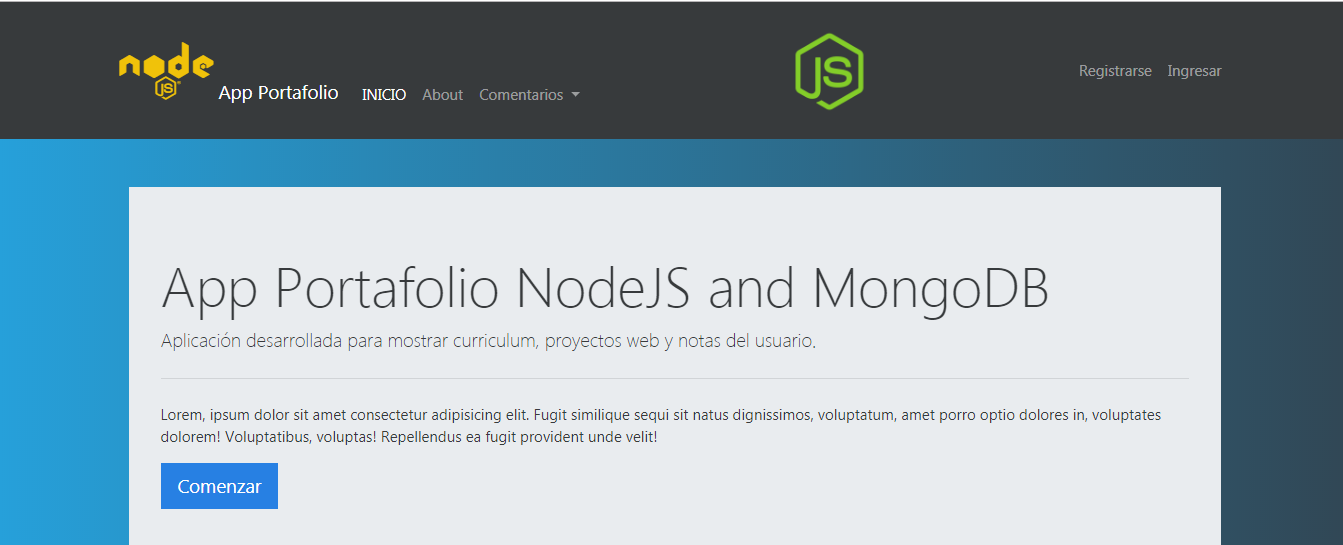 node
JS
App Portafolio INICIO About Comentarios
JS
Registrarse Ingresar
App Portafolio NodeJS and MongoDB
Aplicación desarrollada para mostrar curriculum, proyectos web y notas del usuario.
Lorem, ipsum dolor sit amet consectetur adipisicing elit. Fugit similique sequi sit natus dignissimos, voluptatum, amet porro optio dolores in, voluptates
dolorem! Voluptatibus, voluptas! Repellendus ea fugit provident unde velit!
Comenzar